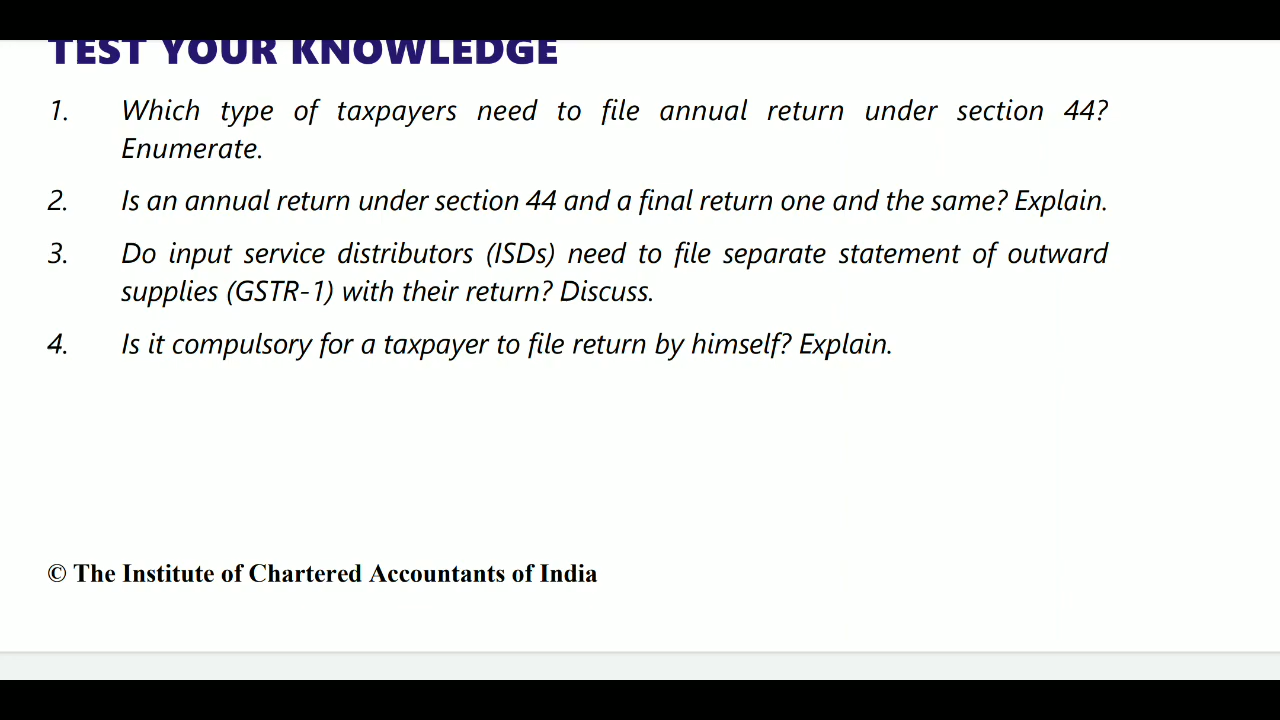 TEST YOUR KNOWLEDGE
1. Which type of taxpayers need to file annual return under section 44?
Enumerate.
2. Is an annual return under section 44 and a final return one and the same? Explain.
3. Do input service distributors (ISDs) need to file separate statement of outward
supplies (GSTR-1) with their return? Discuss.
4. Is it compulsory for a taxpayer to file return by himself? Explain.
© The Institute of Chartered Accountants of India